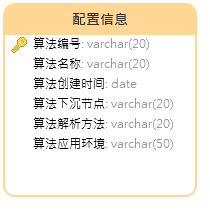 配置信息
算法编号: varchar(20)
算法名称: varchar(20)
算法创建时间: date
算法下沉节点: varchar(20)
算法解析方法: varchar(20)
算法应用环境: varchar(50)